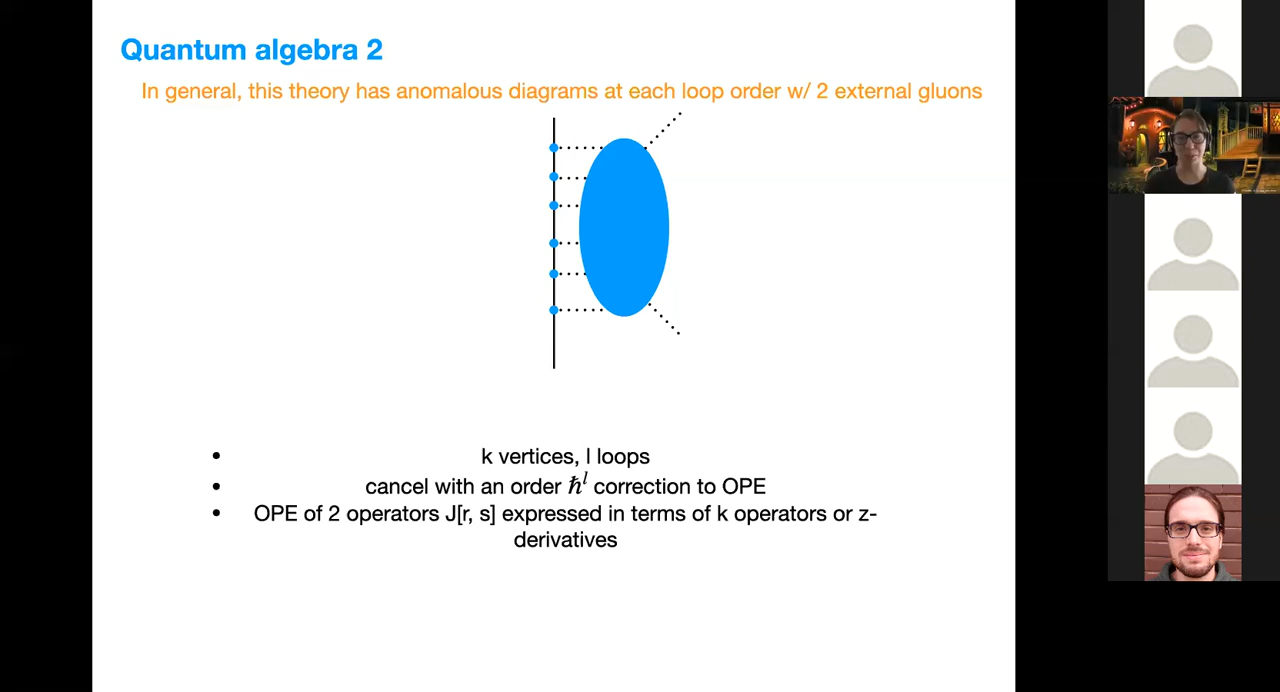 Quantum algebra 2
In general, this theory has anomalous diagrams at each loop order w/ 2 external gluons
• k vertices, l loops
• cancel with an order ℏˡ correction to OPE
• OPE of 2 operators J[r, s] expressed in terms of k operators or z-
derivatives